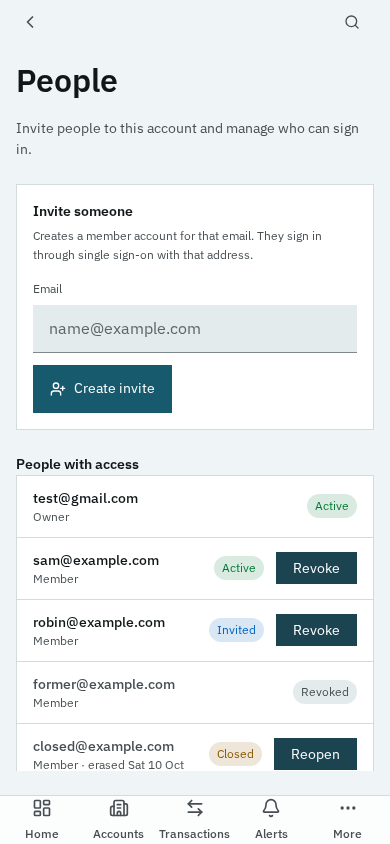 People
Invite people to this account and manage who can sign
in.
Invite someone
Creates a member account for that email. They sign in
through single sign-on with that address.
Email
name@example.com
Create invite
People with access
test@gmail.com
Active
Owner
sam@example.com
Active
Revoke
Member
robin@example.com
Invited
Revoke
Member
former@example.com
Revoked
Member
closed@example.com
Closed
Reopen
Member · erased Sat 10 Oct
Home
Accounts
Transactions
Alerts
More